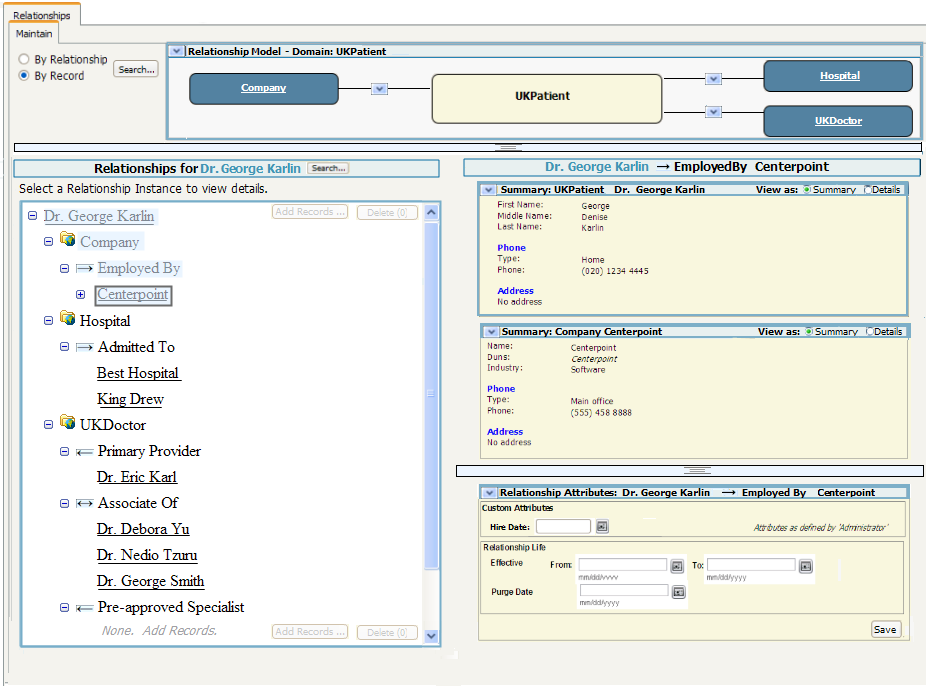 Relationships
Maintain
By Relationship
By Record
Search...
Relationship Model - Domain: UKPatient
Company
UKPatient
Hospital
UKDoctor
Relationships for Dr. George Karlin Search...
Select a Relationship Instance to view details.
Add Records ... Delete (0)
Dr. George Karlin
Company
Employed By
Centerpoint
Hospital
Admitted To
Best Hospital
King Drew
UKDoctor
Primary Provider
Dr. Eric Karl
Associate Of
Dr. Debora Yu
Dr. Nedio Tzuru
Dr. George Smith
Pre-approved Specialist
None. Add Records.
Add Records ... Delete (0)
Dr. George Karlin → EmployedBy Centerpoint
Summary: UKPatient Dr. George Karlin View as: Summary Details
First Name: George
Middle Name: Denise
Last Name: Karlin
Phone
Type: Home
Phone: (020) 1234 4445
Address
No address
Summary: Company Centerpoint View as: Summary Details
Name: Centerpoint
Duns: Centerpoint
Industry: Software
Phone
Type: Main office
Phone: (555) 458 8888
Address
No address
Relationship Attributes: Dr. George Karlin → Employed By Centerpoint
Custom Attributes
Hire Date: Attributes as defined by 'Administrator'
Relationship Life
Effective From: To:
mm/dd/yyyy mm/dd/yyyy
Purge Date
mm/dd/yyyy
Save